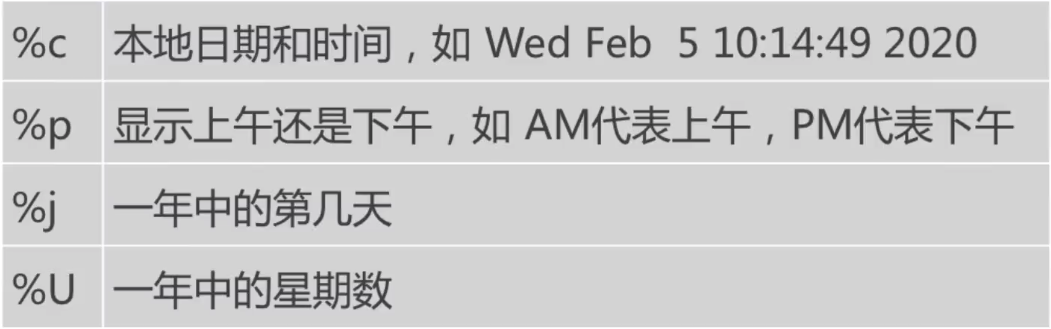 %c 本地日期和时间，如 Wed Feb  5 10:14:49 2020
%p 显示上午还是下午，如 AM代表上午，PM代表下午
%j 一年中的第几天
%U 一年中的星期数